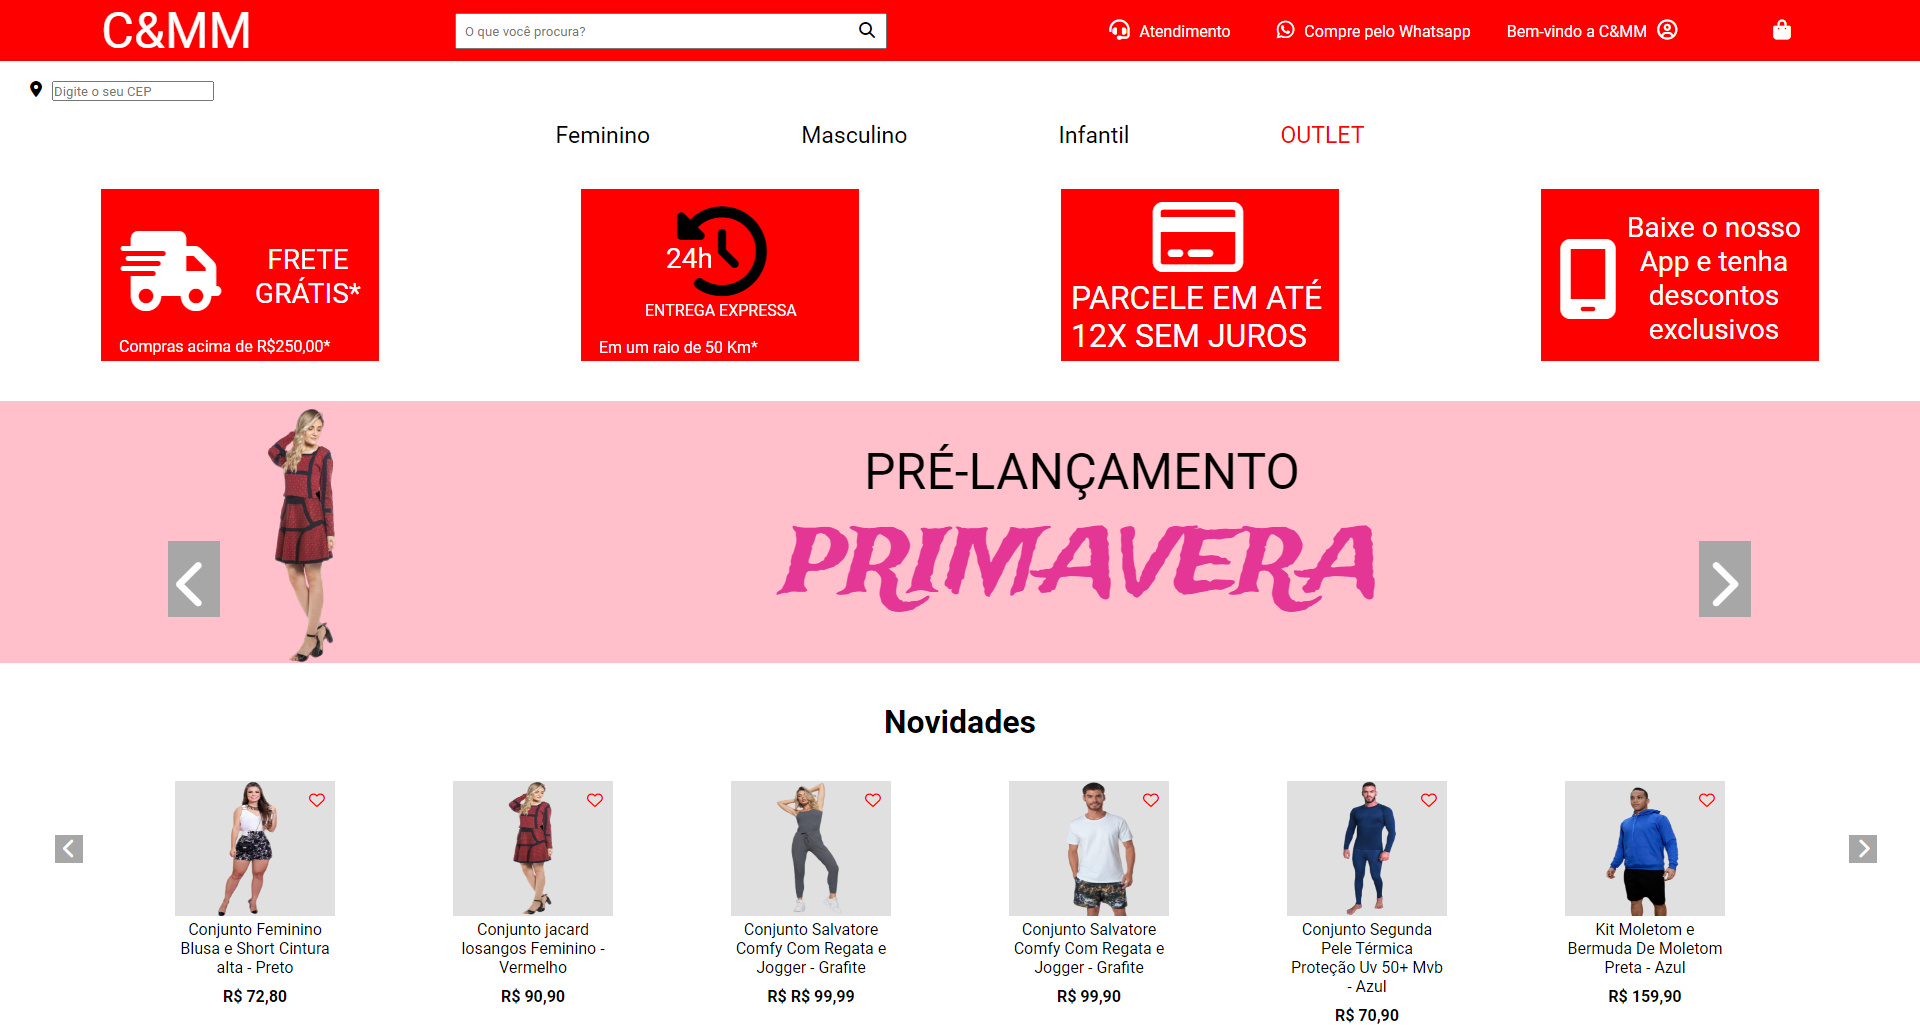 C&MM
O que você procura?
Atendimento
Compre pelo Whatsapp
Bem-vindo a C&MM
Digite o seu CEP
Feminino
Masculino
Infantil
OUTLET
FRETE
GRÁTIS*
Compras acima de R$250,00*
24h
ENTREGA EXPRESSA
Em um raio de 50 Km*
PARCELE EM ATÉ
12X SEM JUROS
Baixe o nosso
App e tenha
descontos
exclusivos
PRÉ-LANÇAMENTO
PRIMAVERA
Novidades
Conjunto Feminino
Blusa e Short Cintura
alta - Preto
R$ 72,80
Conjunto jacard
losangos Feminino -
Vermelho
R$ 90,90
Conjunto Salvatore
Comfy Com Regata e
Jogger - Grafite
R$ R$ 99,99
Conjunto Salvatore
Comfy Com Regata e
Jogger - Grafite
R$ 99,90
Conjunto Segunda
Pele Térmica
Proteção Uv 50+ Mvb
- Azul
R$ 70,90
Kit Moletom e
Bermuda De Moletom
Preta - Azul
R$ 159,90